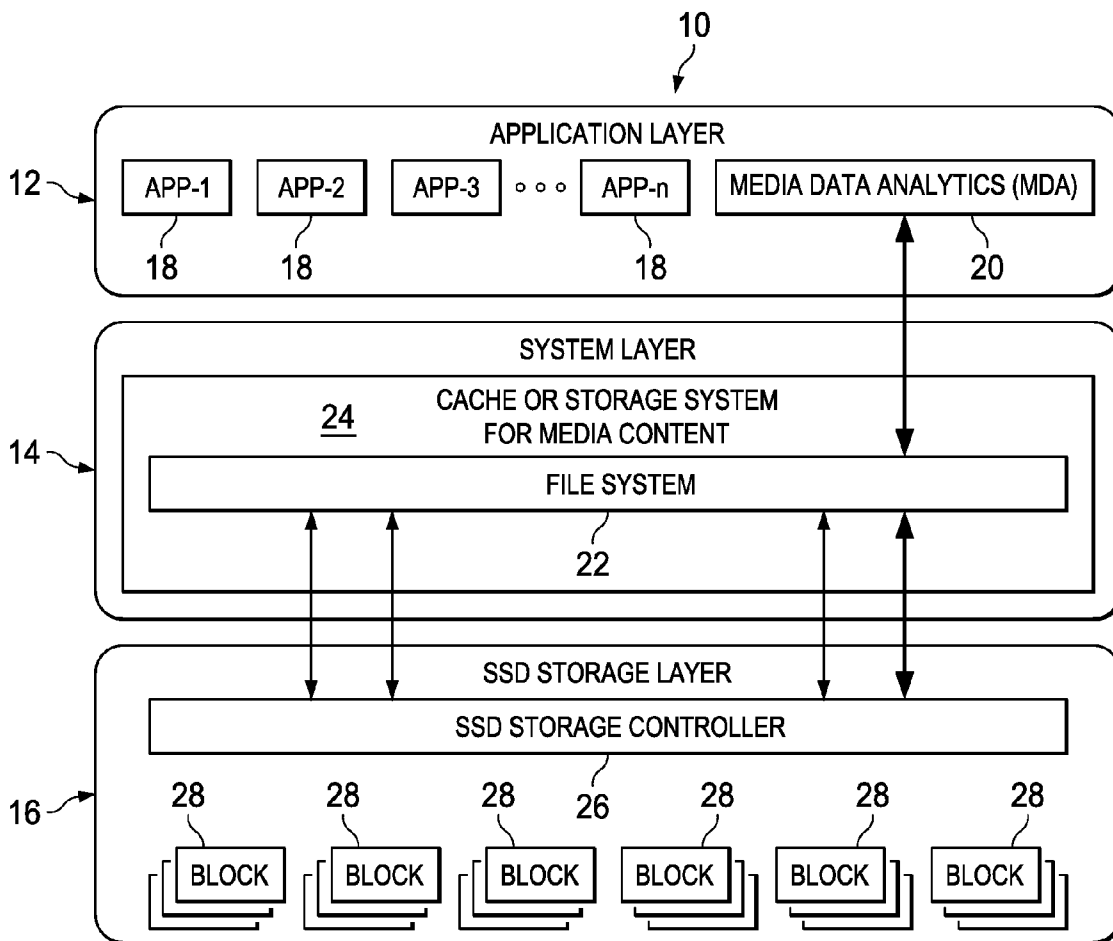 10
APPLICATION LAYER
12
APP-1 APP-2 APP-3 APP-n MEDIA DATA ANALYTICS (MDA)
18 18 18 20
SYSTEM LAYER
CACHE OR STORAGE SYSTEM
24
FOR MEDIA CONTENT
14
FILE SYSTEM
22
SSD STORAGE LAYER
SSD STORAGE CONTROLLER
16
28 28 28 26 28 28 28
BLOCK BLOCK BLOCK BLOCK BLOCK BLOCK